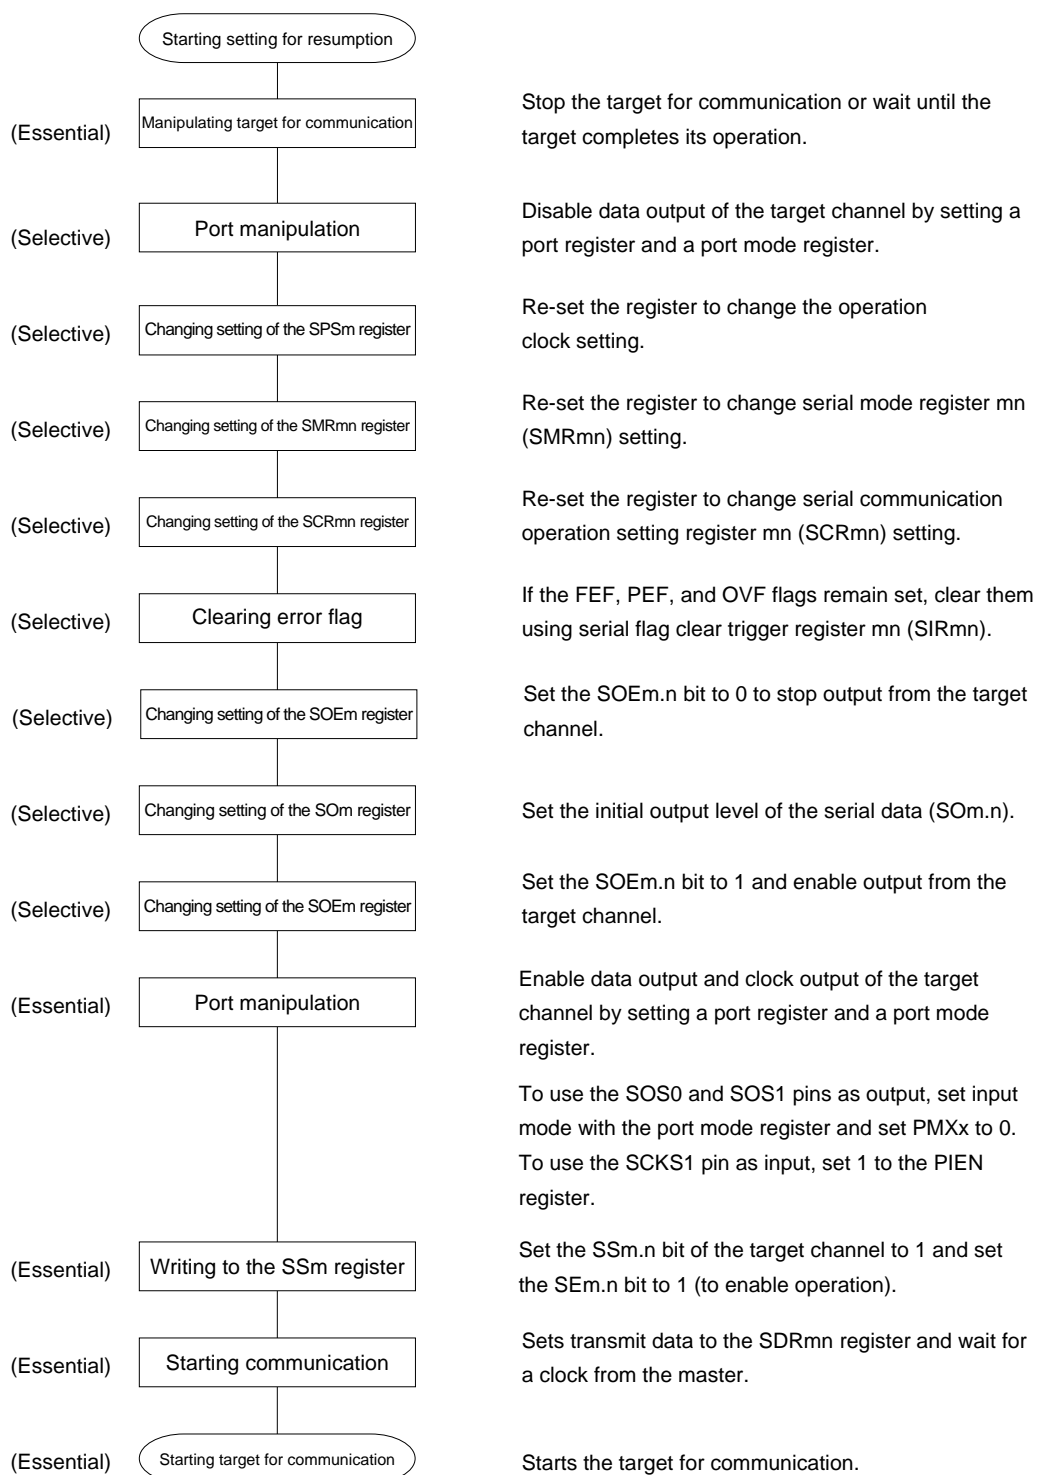 Starting setting for resumption
(Essential)
Manipulating target for communication
Stop the target for communication or wait until the
target completes its operation.
(Selective)
Port manipulation
Disable data output of the target channel by setting a
port register and a port mode register.
(Selective)
Changing setting of the SPSm register
Re-set the register to change the operation
clock setting.
(Selective)
Changing setting of the SMRmn register
Re-set the register to change serial mode register mn
(SMRmn) setting.
(Selective)
Changing setting of the SCRmn register
Re-set the register to change serial communication
operation setting register mn (SCRmn) setting.
(Selective)
Clearing error flag
If the FEF, PEF, and OVF flags remain set, clear them
using serial flag clear trigger register mn (SIRmn).
(Selective)
Changing setting of the SOEm register
Set the SOEm.n bit to 0 to stop output from the target
channel.
(Selective)
Changing setting of the SOm register
Set the initial output level of the serial data (SOm.n).
(Selective)
Changing setting of the SOEm register
Set the SOEm.n bit to 1 and enable output from the
target channel.
(Essential)
Port manipulation
Enable data output and clock output of the target
channel by setting a port register and a port mode
register.
To use the SOS0 and SOS1 pins as output, set input
mode with the port mode register and set PMXx to 0.
To use the SCKS1 pin as input, set 1 to the PIEN
register.
(Essential)
Writing to the SSm register
Set the SSm.n bit of the target channel to 1 and set
the SEm.n bit to 1 (to enable operation).
(Essential)
Starting communication
Sets transmit data to the SDRmn register and wait for
a clock from the master.
(Essential)
Starting target for communication
Starts the target for communication.